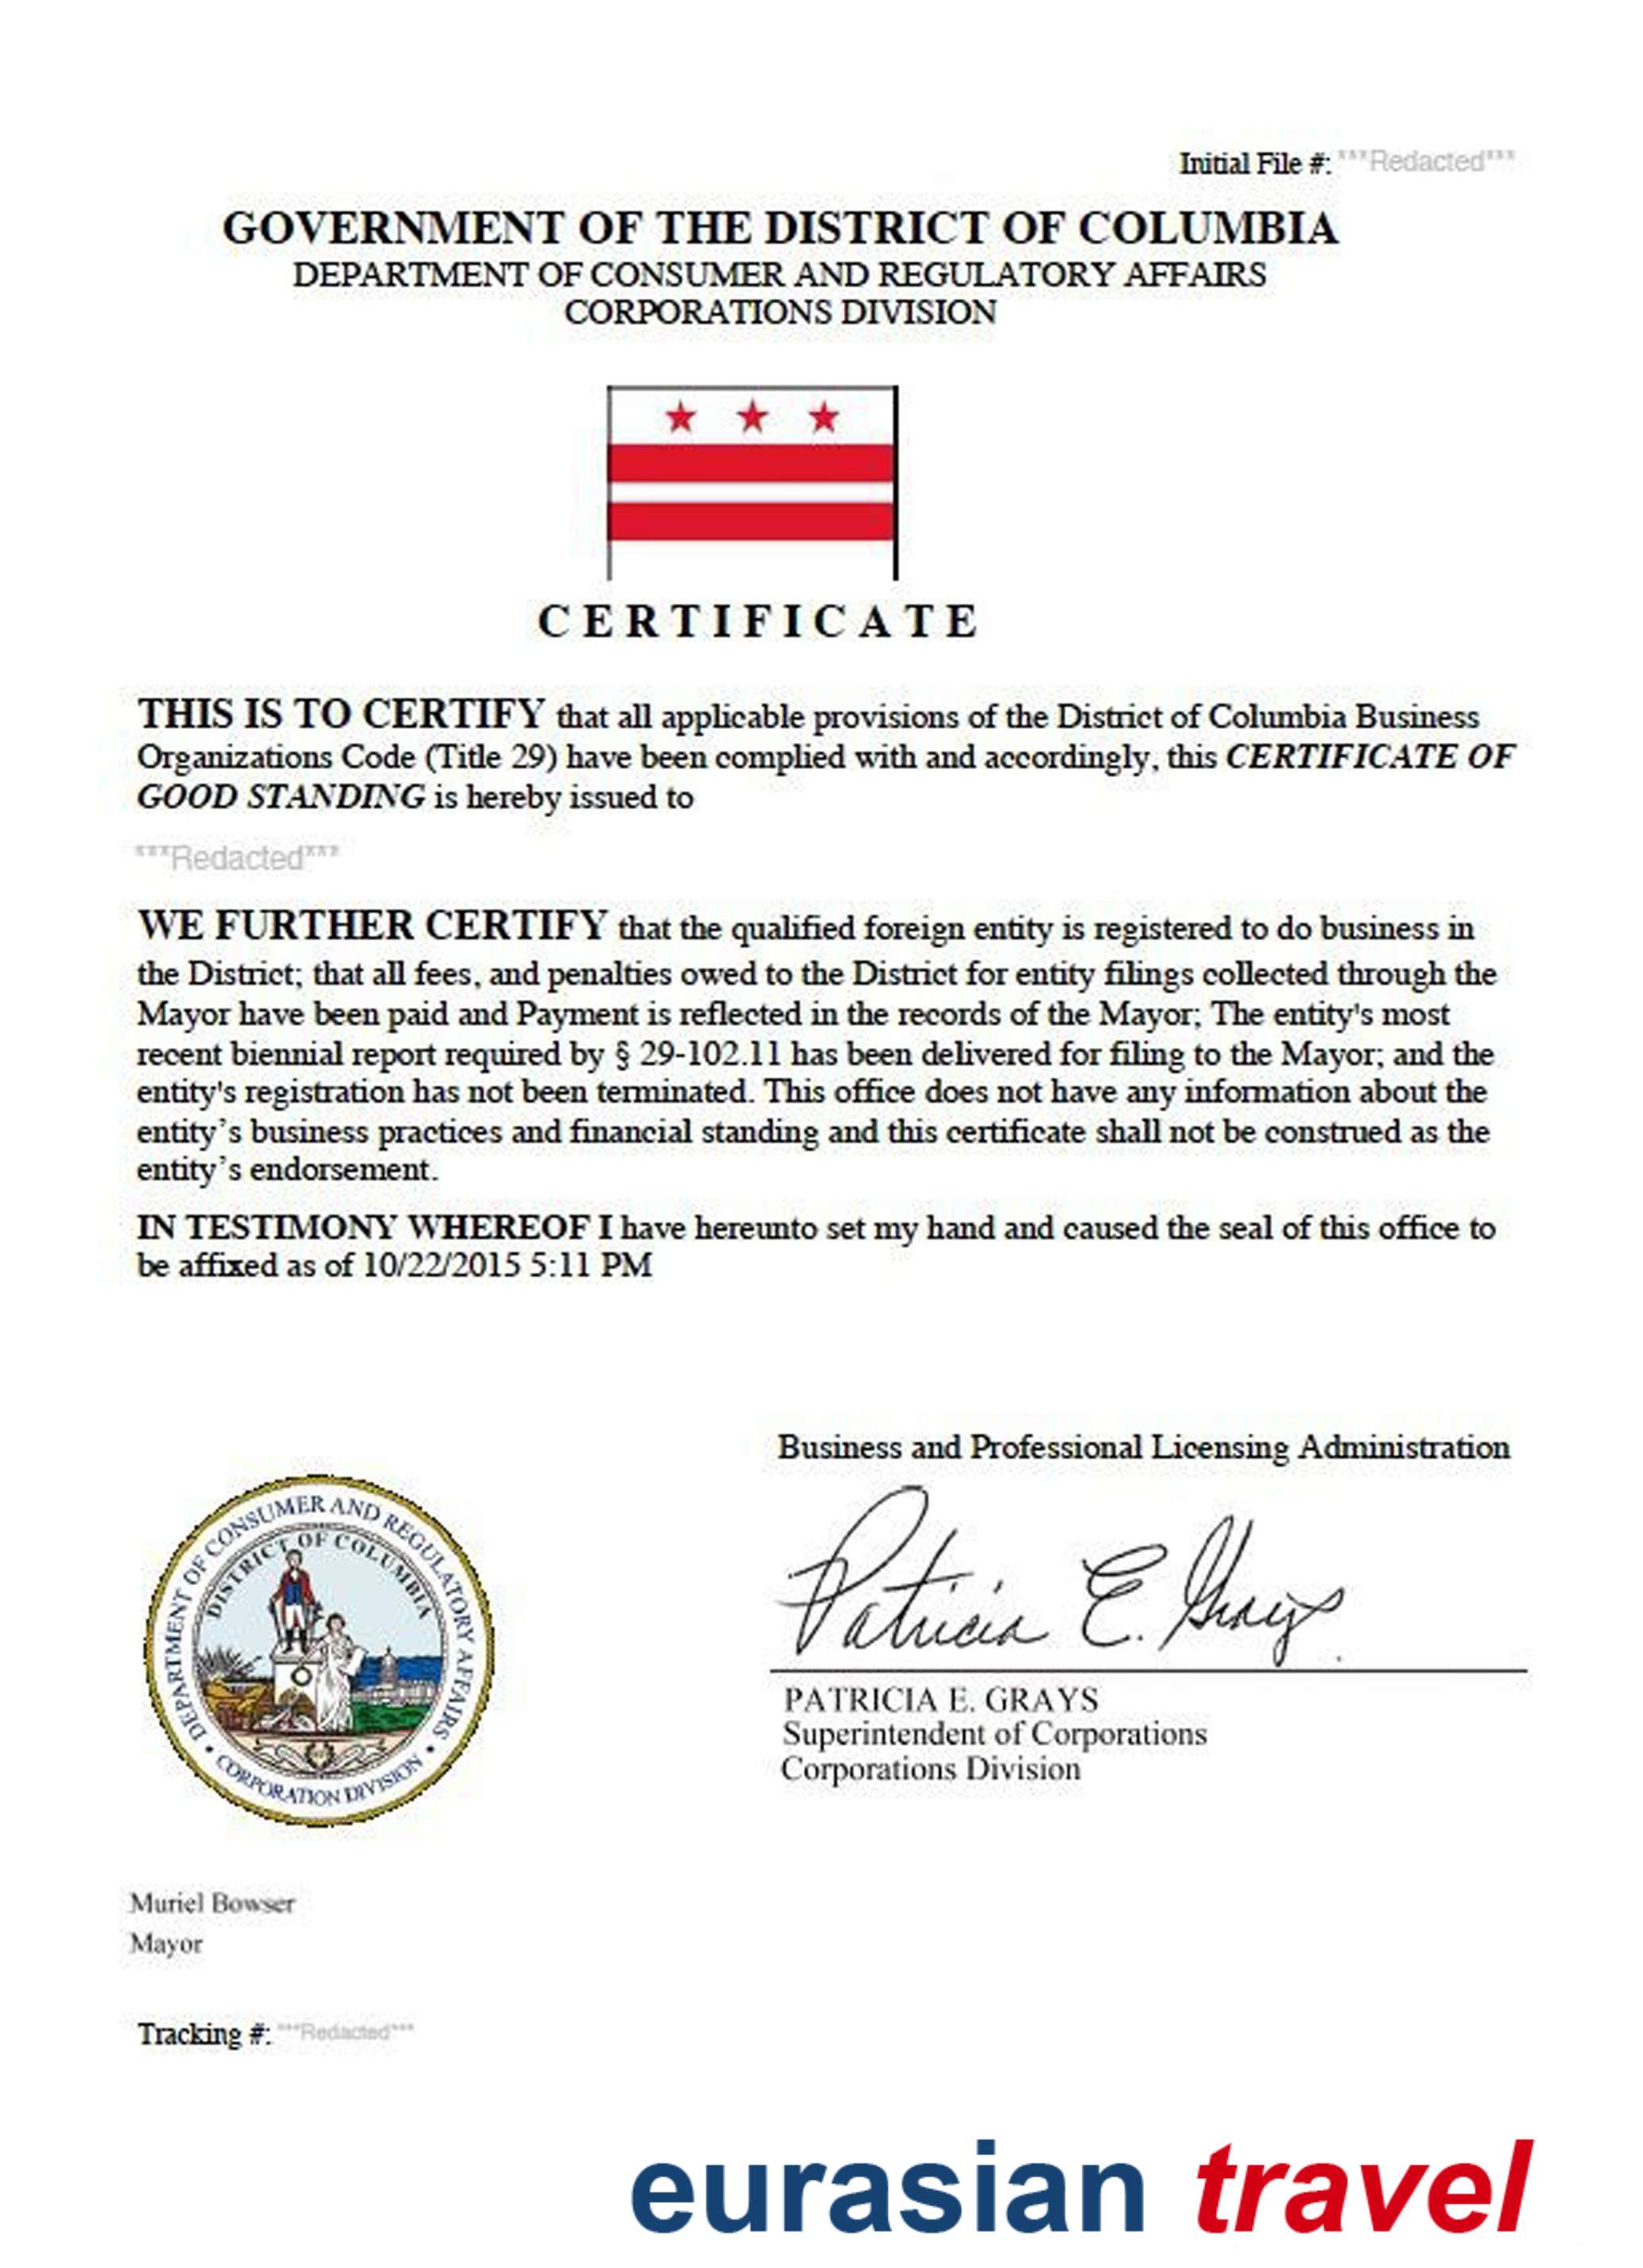 Initial File #: ***Redacted***
GOVERNMENT OF THE DISTRICT OF COLUMBIA
DEPARTMENT OF CONSUMER AND REGULATORY AFFAIRS
CORPORATIONS DIVISION
CERTIFICATE
THIS IS TO CERTIFY that all applicable provisions of the District of Columbia Business
Organizations Code (Title 29) have been complied with and accordingly, this CERTIFICATE OF
GOOD STANDING is hereby issued to
***Redacted***
WE FURTHER CERTIFY that the qualified foreign entity is registered to do business in
the District; that all fees, and penalties owed to the District for entity filings collected through the
Mayor have been paid and Payment is reflected in the records of the Mayor; The entity's most
recent biennial report required by § 29-102.11 has been delivered for filing to the Mayor; and the
entity's registration has not been terminated. This office does not have any information about the
entity’s business practices and financial standing and this certificate shall not be construed as the
entity’s endorsement.
IN TESTIMONY WHEREOF I have hereunto set my hand and caused the seal of this office to
be affixed as of 10/22/2015 5:11 PM
Business and Professional Licensing Administration
DEPARTMENT OF CONSUMER AND REGULATORY AFFAIRS
DISTRICT OF COLUMBIA
• CORPORATION DIVISION •
Patricia E. Grays
PATRICIA E. GRAYS
Superintendent of Corporations
Corporations Division
Muriel Bowser
Mayor
Tracking #: ***Redacted***
eurasian travel